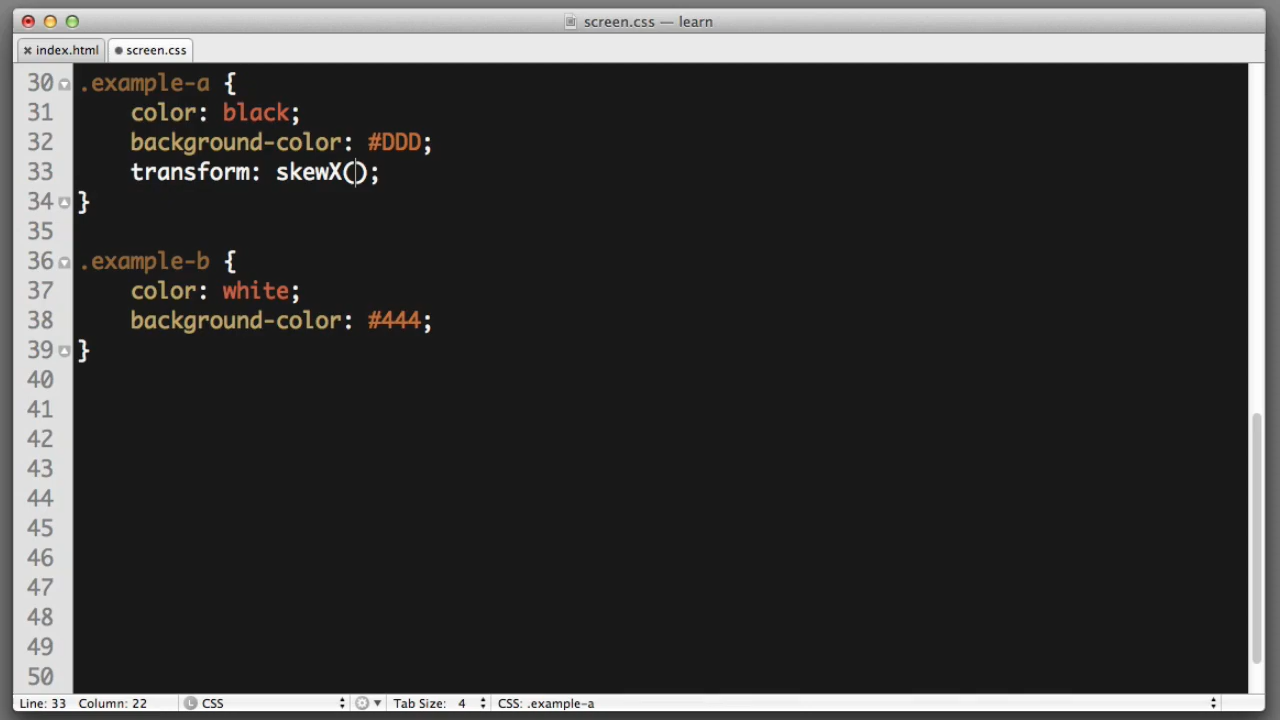 screen.css — learn
index.html
screen.css
30 .example-a {
31 color: black;
32 background-color: #DDD;
33 transform: skewX();
34 }
35
36 .example-b {
37 color: white;
38 background-color: #444;
39 }
40
41
42
43
44
45
46
47
48
49
50
Line: 33 Column: 22 L CSS Tab Size: 4 CSS: .example-a